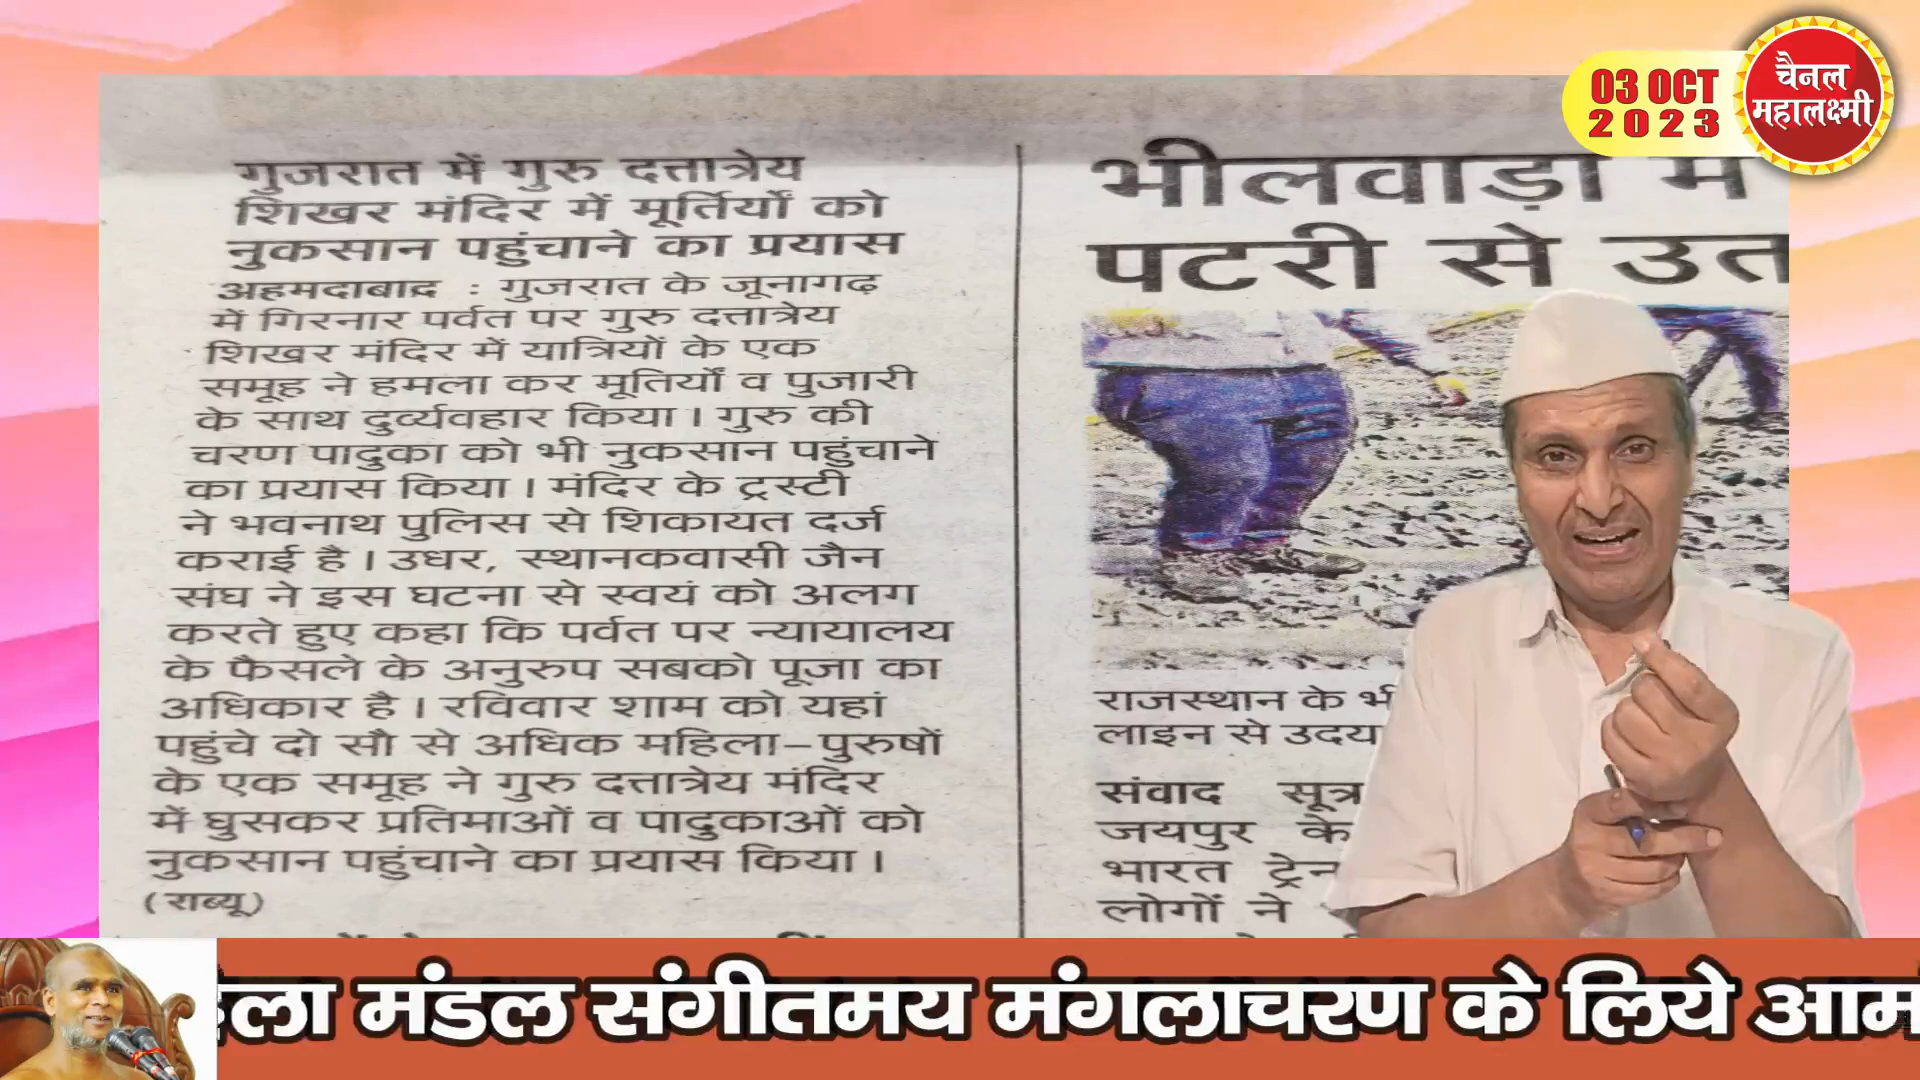 03 OCT
2023
चैनल
महालक्ष्मी
गुजरात में गुरु दत्तात्रेय
शिखर मंदिर में मूर्तियों को
नुकसान पहुंचाने का प्रयास
अहमदाबाद : गुजरात के जूनागढ़
में गिरनार पर्वत पर गुरु दत्तात्रेय
शिखर मंदिर में यात्रियों के एक
समूह ने हमला कर मूतिर्यों व पुजारी
के साथ दुर्व्यवहार किया। गुरु की
चरण पादुका को भी नुकसान पहुंचाने
का प्रयास किया। मंदिर के ट्रस्टी
ने भवनाथ पुलिस से शिकायत दर्ज
कराई है। उधर, स्थानकवासी जैन
संघ ने इस घटना से स्वयं को अलग
करते हुए कहा कि पर्वत पर न्यायालय
के फैसले के अनुरुप सबको पूजा का
अधिकार है। रविवार शाम को यहां
पहुंचे दो सौ से अधिक महिला-पुरुषों
के एक समूह ने गुरु दत्तात्रेय मंदिर
में घुसकर प्रतिमाओं व पादुकाओं को
नुकसान पहुंचाने का प्रयास किया।
(राब्यू)
भीलवाड़ा में
पटरी से उत
राजस्थान के भी
लाइन से उदय
संवाद सूत्र
जयपुर के
भारत ट्रेन
लोगों ने
मंडल संगीतमय मंगलाचरण के लिये आम